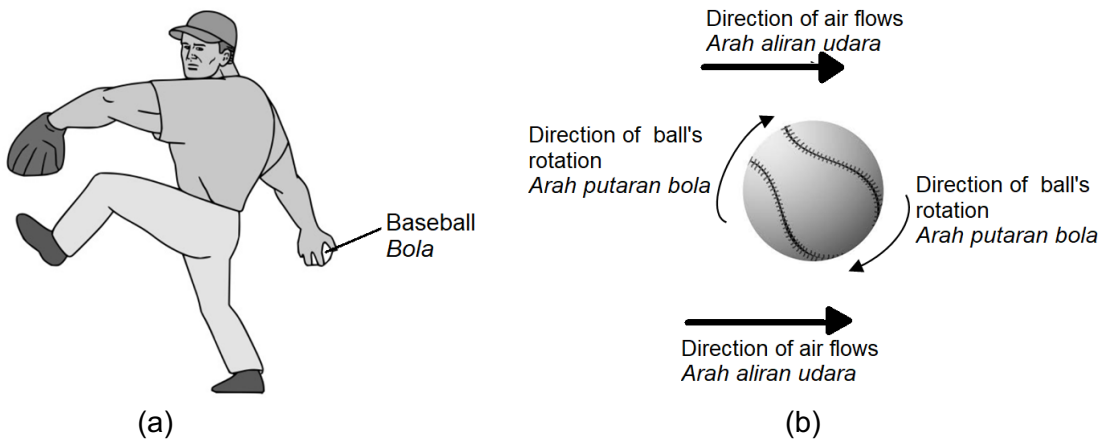 Baseball
Bola
(a)
Direction of air flows
Arah aliran udara
Direction of ball's
rotation
Arah putaran bola
Direction of ball's
rotation
Arah putaran bola
Direction of air flows
Arah aliran udara
(b)